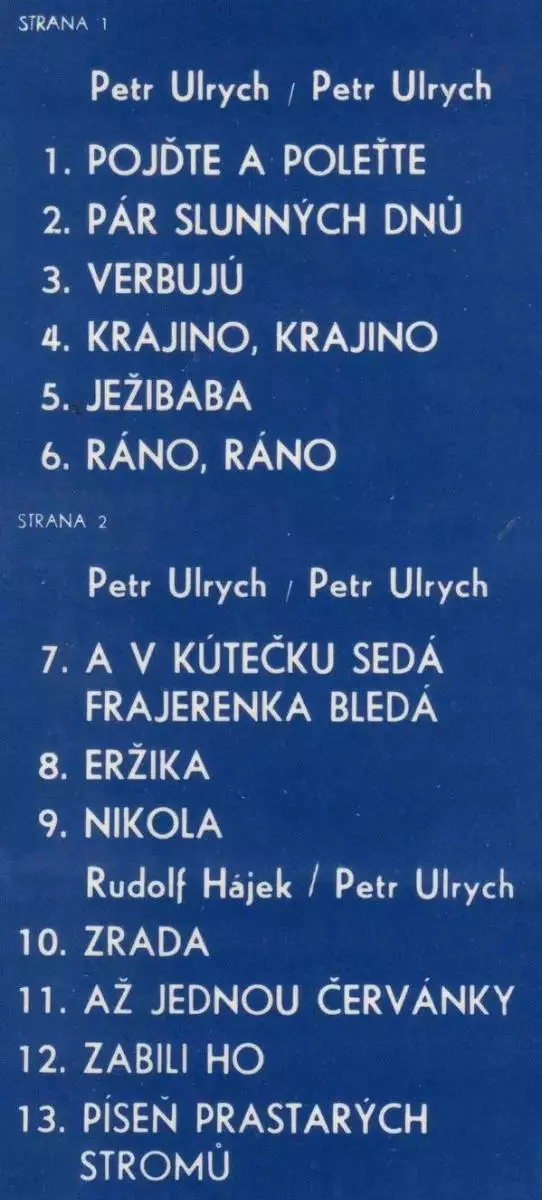 STRANA 1
Petr Ulrych / Petr Ulrych
1. POJĎTE A POLEŤTE
2. PÁR SLUNNÝCH DNŮ
3. VERBUJÚ
4. KRAJINO, KRAJINO
5. JEŽIBABA
6. RÁNO, RÁNO
STRANA 2
Petr Ulrych / Petr Ulrych
7. A V KÚTEČKU SEDÁ
FRAJERENKA BLEDÁ
8. ERŽIKA
9. NIKOLA
Rudolf Hájek / Petr Ulrych
10. ZRADA
11. AŽ JEDNOU ČERVÁNKY
12. ZABILI HO
13. PÍSEŇ PRASTARÝCH
STROMŮ